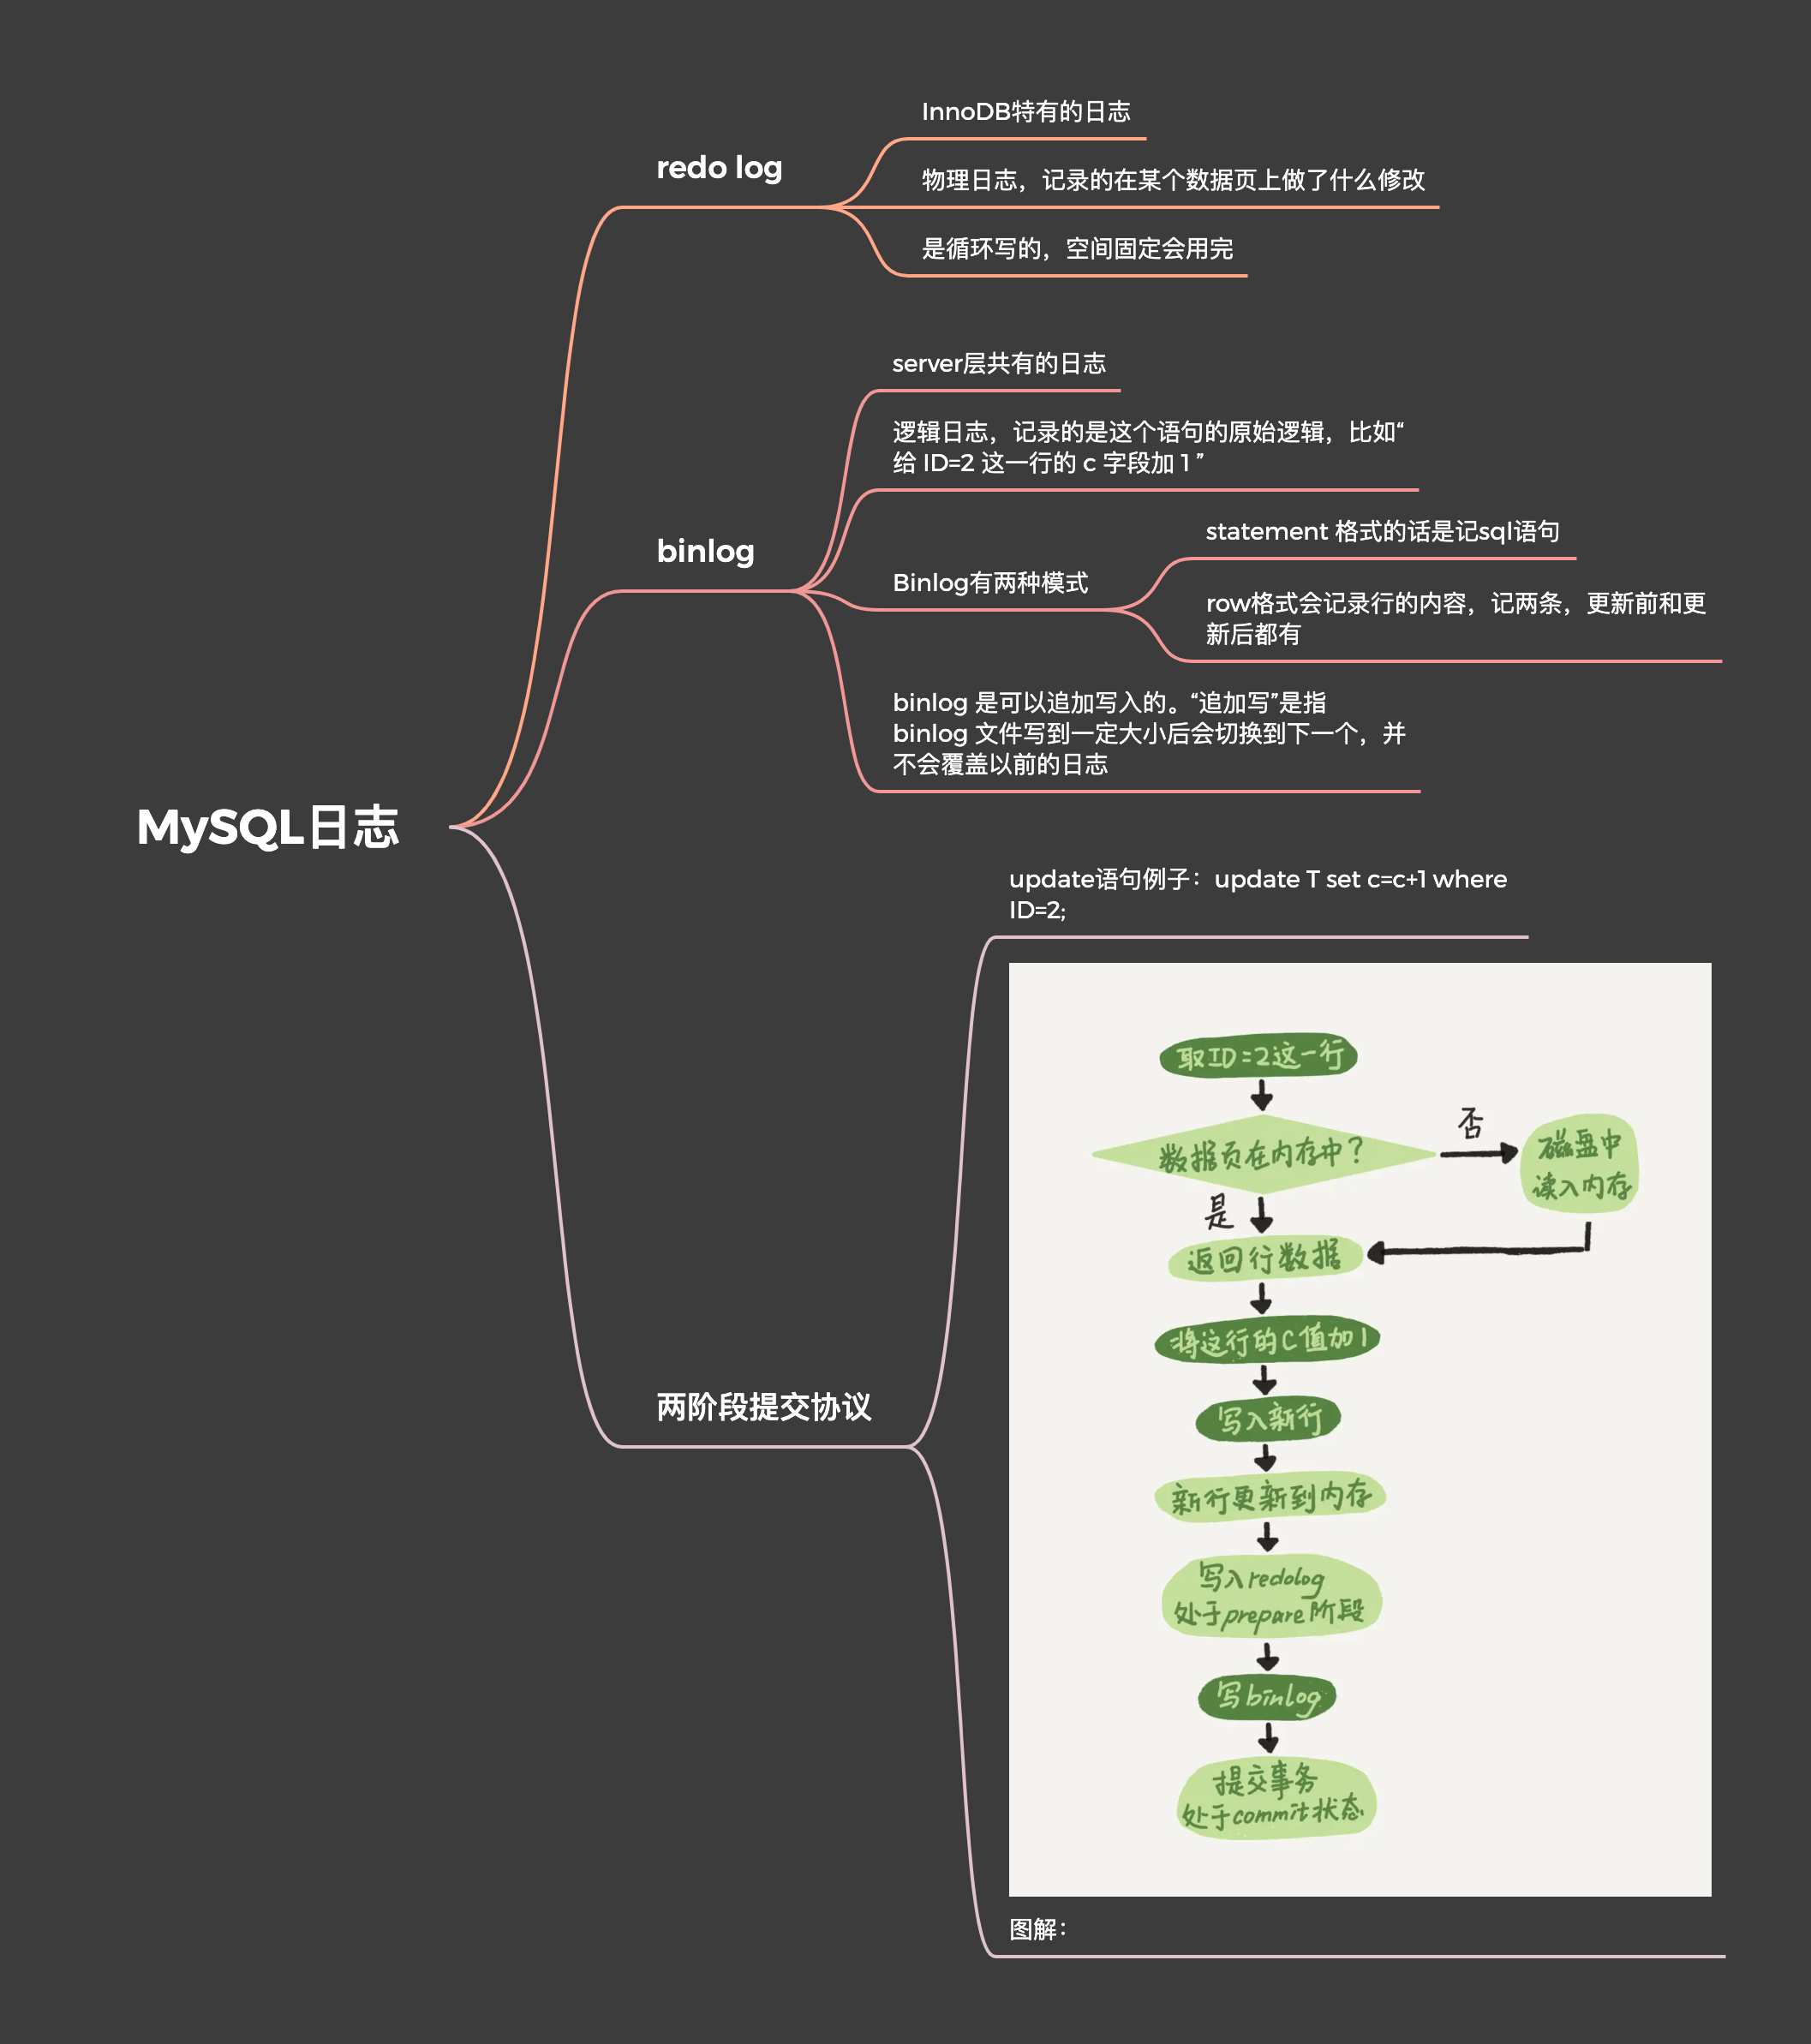 InnoDB特有的日志
redo log
物理日志，记录的在某个数据页上做了什么修改
是循环写的，空间固定会用完
server层共有的日志
逻辑日志，记录的是这个语句的原始逻辑，比如“
给 ID=2 这一行的 c 字段加 1 ”
binlog
statement 格式的话是记sql语句
Binlog有两种模式
row格式会记录行的内容，记两条，更新前和更
新后都有
binlog 是可以追加写入的。“追加写”是指
binlog 文件写到一定大小后会切换到下一个，并
不会覆盖以前的日志
MySQL日志
update语句例子：update T set c=c+1 where
ID=2;
两阶段提交协议
取ID=2这一行
数据页在内存中？
否
磁盘中
读入内存
是
返回行数据
将这行的C值加1
写入新行
新行更新到内存
写入redolog
处于prepare阶段
写binlog
提交事务
处于commit状态
图解：